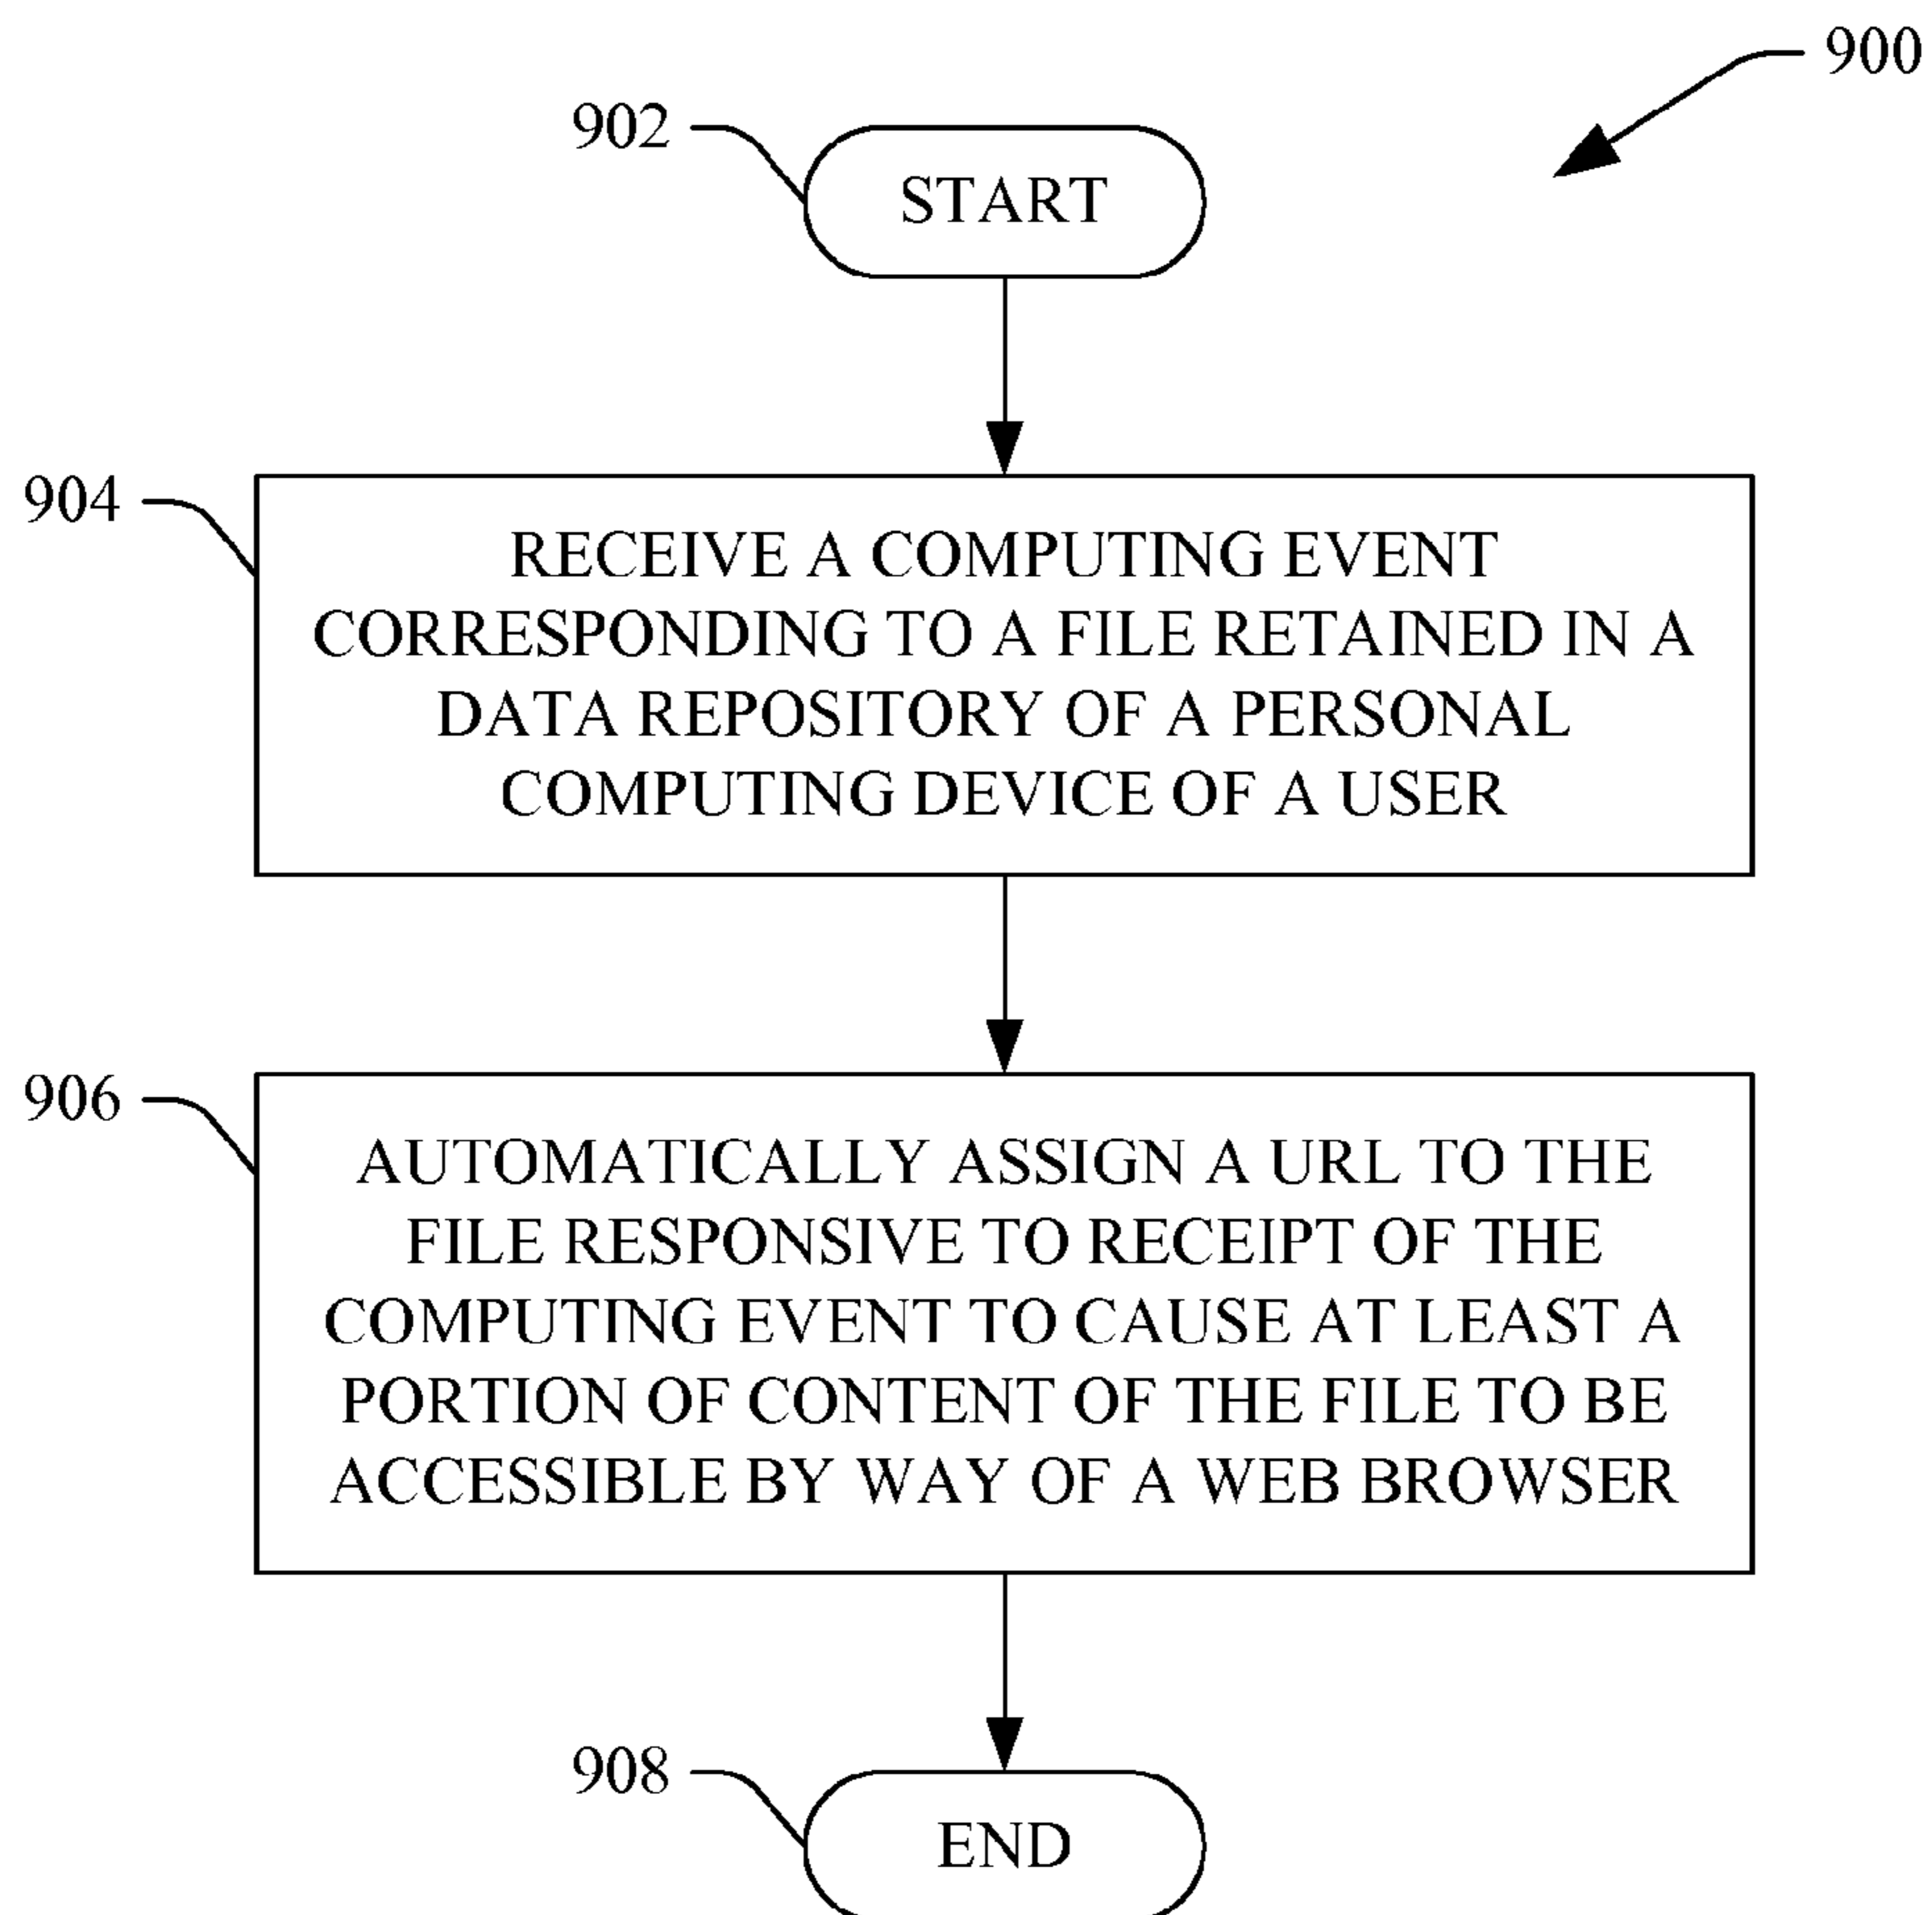 900
902
START
904
RECEIVE A COMPUTING EVENT
CORRESPONDING TO A FILE RETAINED IN A
DATA REPOSITORY OF A PERSONAL
COMPUTING DEVICE OF A USER
906
AUTOMATICALLY ASSIGN A URL TO THE
FILE RESPONSIVE TO RECEIPT OF THE
COMPUTING EVENT TO CAUSE AT LEAST A
PORTION OF CONTENT OF THE FILE TO BE
ACCESSIBLE BY WAY OF A WEB BROWSER
908
END